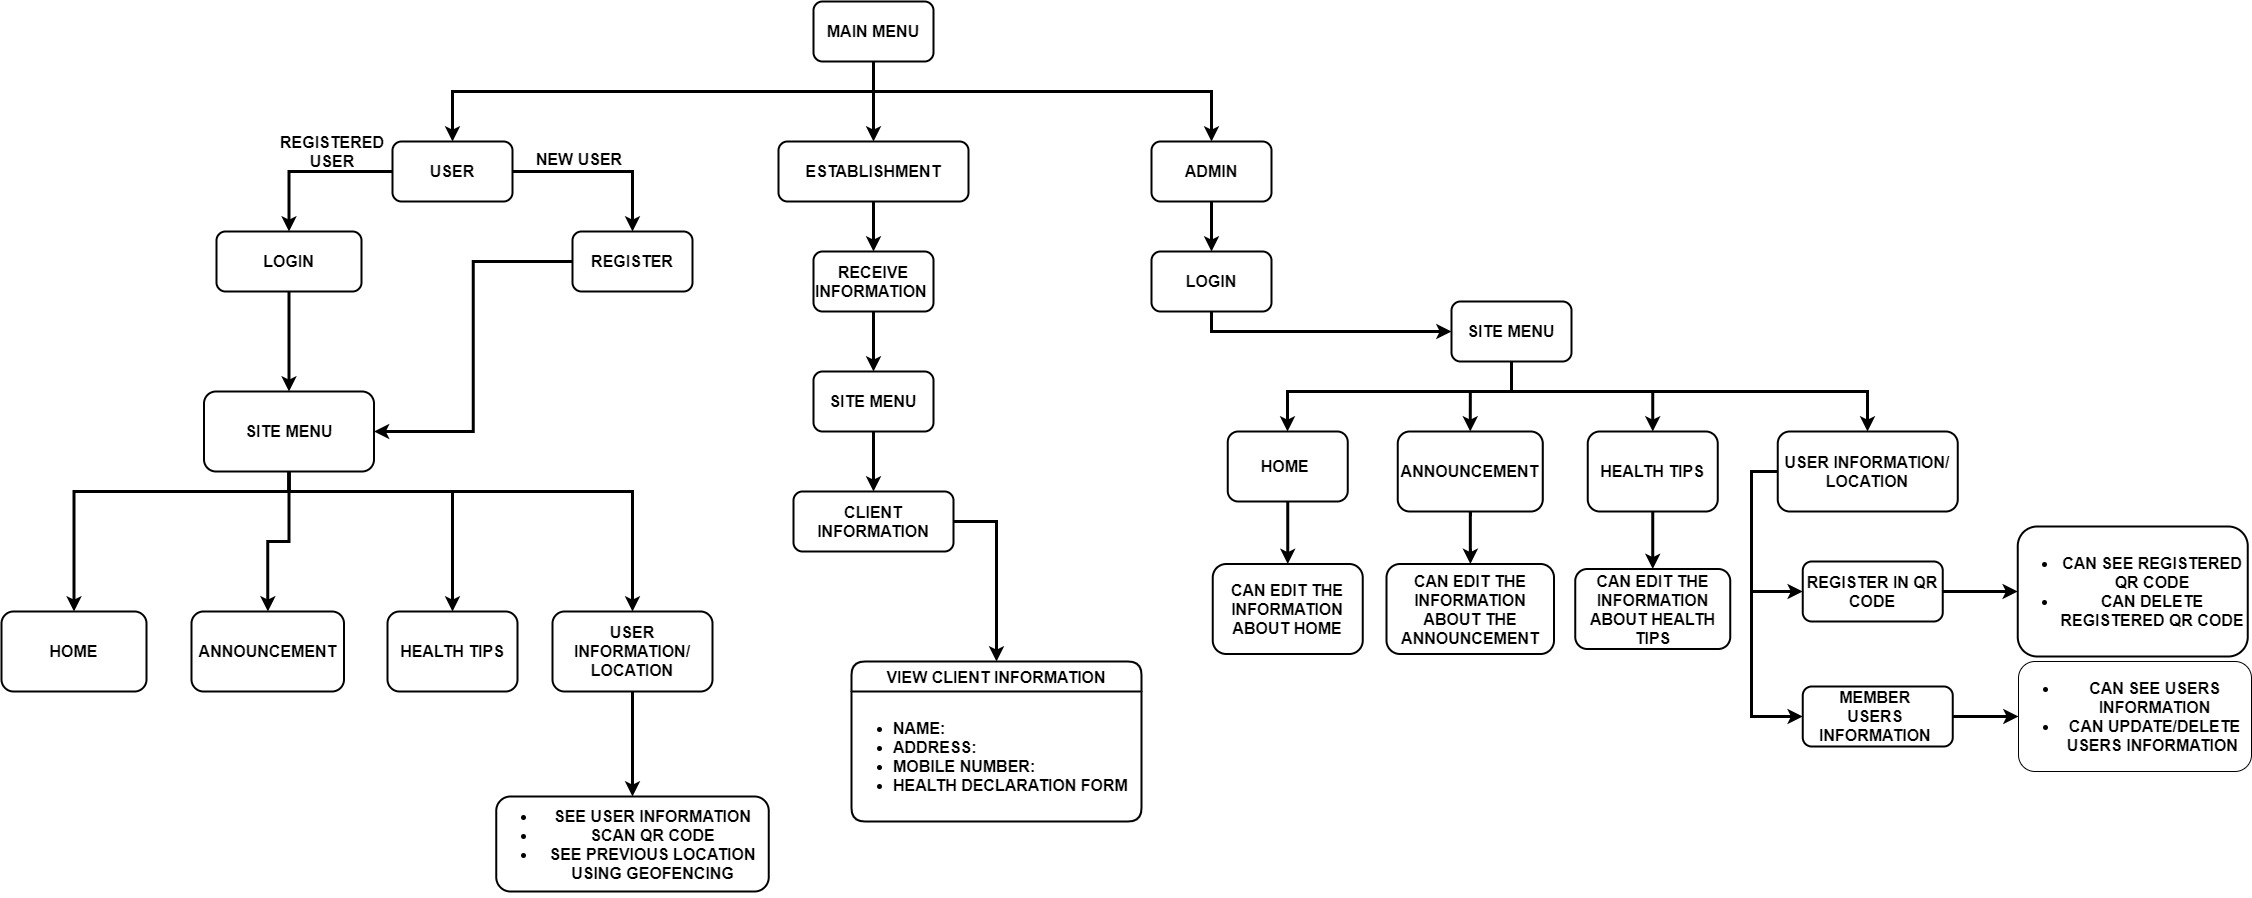 MAIN MENU
REGISTERED
USER
USER
NEW USER
ESTABLISHMENT
ADMIN
LOGIN
REGISTER
RECEIVE
INFORMATION
LOGIN
SITE MENU
SITE MENU
SITE MENU
HOME
ANNOUNCEMENT
HEALTH TIPS
USER INFORMATION/
LOCATION
CLIENT
INFORMATION
CAN EDIT THE
INFORMATION
ABOUT HOME
CAN EDIT THE
INFORMATION
ABOUT THE
ANNOUNCEMENT
CAN EDIT THE
INFORMATION
ABOUT HEALTH
TIPS
REGISTER IN QR
CODE
• CAN SEE REGISTERED
QR CODE
• CAN DELETE
REGISTERED QR CODE
HOME
ANNOUNCEMENT
HEALTH TIPS
USER
INFORMATION/
LOCATION
VIEW CLIENT INFORMATION
• NAME:
• ADDRESS:
• MOBILE NUMBER:
• HEALTH DECLARATION FORM
MEMBER
USERS
INFORMATION
• CAN SEE USERS
INFORMATION
• CAN UPDATE/DELETE
USERS INFORMATION
• SEE USER INFORMATION
• SCAN QR CODE
• SEE PREVIOUS LOCATION
USING GEOFENCING